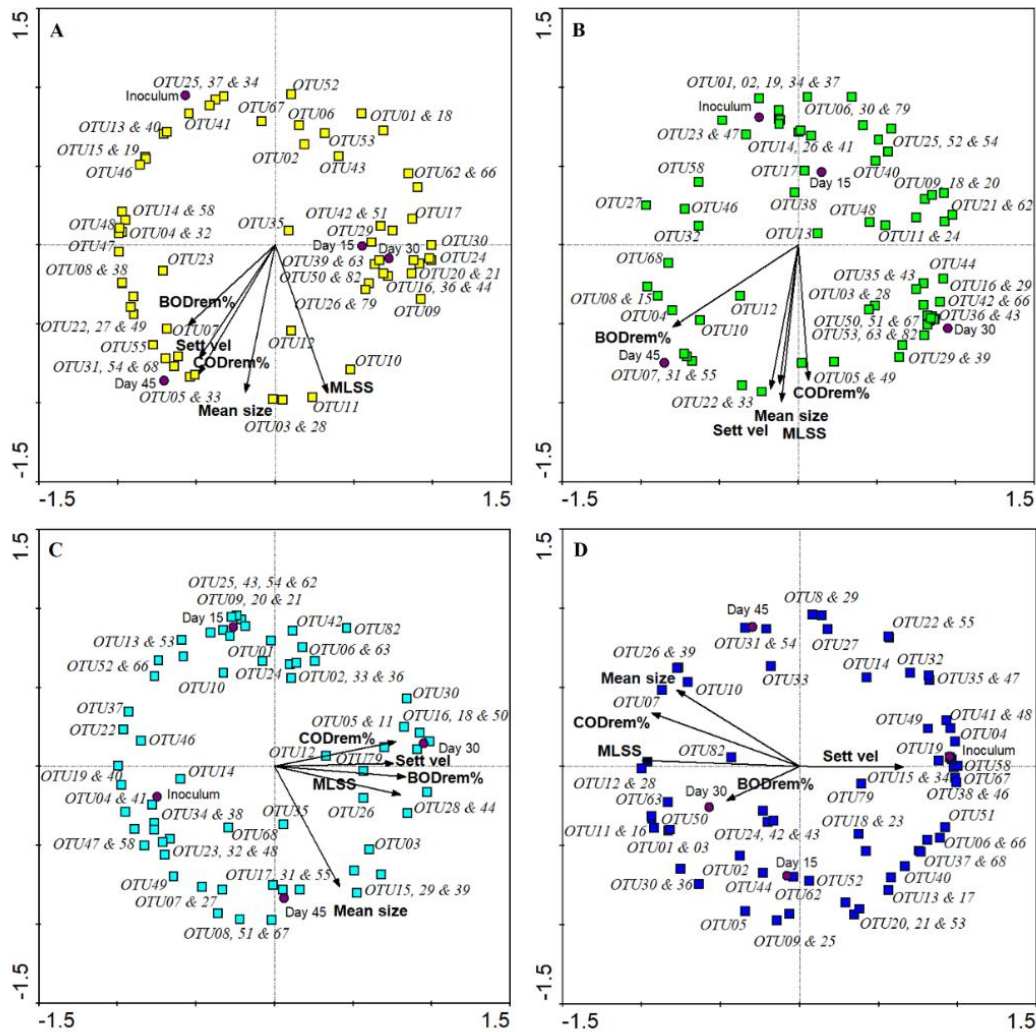 1.5
A
OTU25, 37 & 34
OTU52
Inoculum
OTU67
OTU06
OTU01 & 18
OTU41
OTU13 & 40
OTU53
OTU02
OTU15 & 19
OTU43
OTU46
OTU62 & 66
OTU14 & 58
OTU42 & 51
OTU17
OTU35
OTU48
OTU29
OTU04 & 32
Day 15
OTU30
OTU47
Day 30
OTU24
OTU23
OTU39 & 63
OTU08 & 38
OTU50 & 82
OTU20 & 21
OTU16, 36 & 44
OTU26 & 79
BODrem%
OTU09
OTU22, 27 & 49
OTU07
Sett vel
OTU12
OTU55
CODrem%
OTU10
OTU31, 54 & 68
Day 45
MLSS
OTU05 & 33
Mean size
OTU11
OTU03 & 28
-1.5
-1.5
1.5
B
OTU01, 02, 19, 34 & 37
Inoculum
OTU06, 30 & 79
OTU23 & 47
OTU25, 52 & 54
OTU14, 26 & 41
OTU58
OTU17
Day 15
OTU40
OTU09, 18 & 20
OTU27
OTU46
OTU38
OTU48
OTU21 & 62
OTU32
OTU13
OTU11 & 24
OTU68
OTU44
OTU03 & 28
OTU35 & 43
OTU16 & 29
OTU08 & 15
OTU12
OTU42 & 66
OTU04
OTU50, 51 & 67
OTU36 & 43
OTU10
OTU53, 63 & 82
Day 30
BODrem%
Day 45
OTU29 & 39
OTU07, 31 & 55
OTU05 & 49
CODrem%
OTU22 & 33
Mean size
Sett vel
MLSS
-1.5
1.5
1.5
C
OTU25, 43, 54 & 62
OTU09, 20 & 21
Day 15
OTU42
OTU82
OTU13 & 53
OTU01
OTU06 & 63
OTU52 & 66
OTU24
OTU02, 33 & 36
OTU10
OTU30
OTU37
OTU05 & 11
OTU16, 18 & 50
OTU22
CODrem%
OTU46
Day 30
OTU12
OTU79
Sett vel
OTU19 & 40
OTU14
BODrem%
MLSS
OTU04 & 41
Inoculum
OTU26
OTU28 & 44
OTU34 & 38
OTU35
OTU68
OTU03
OTU47 & 58
OTU23, 32 & 48
OTU17, 31 & 55
OTU49
OTU15, 29 & 39
OTU07 & 27
Day 45
Mean size
OTU08, 51 & 67
-1.5
-1.5
1.5
D
OTU8 & 29
Day 45
OTU22 & 55
OTU31 & 54
OTU27
OTU26 & 39
OTU14
OTU32
Mean size
OTU33
OTU35 & 47
OTU10
OTU07
OTU41 & 48
CODrem%
OTU49
OTU04
MLSS
OTU82
Sett vel
OTU19
Inoculum
OTU58
OTU12 & 28
BODrem%
OTU15 & 34
OTU67
OTU63
Day 30
OTU79
OTU38 & 46
OTU50
OTU18 & 23
OTU51
OTU11 & 16
OTU24, 42 & 43
OTU06 & 66
OTU01 & 03
OTU37 & 68
OTU02
Day 15
OTU30 & 36
OTU44
OTU52
OTU40
OTU62
OTU13 & 17
OTU05
OTU20, 21 & 53
OTU09 & 25
-1.5
1.5